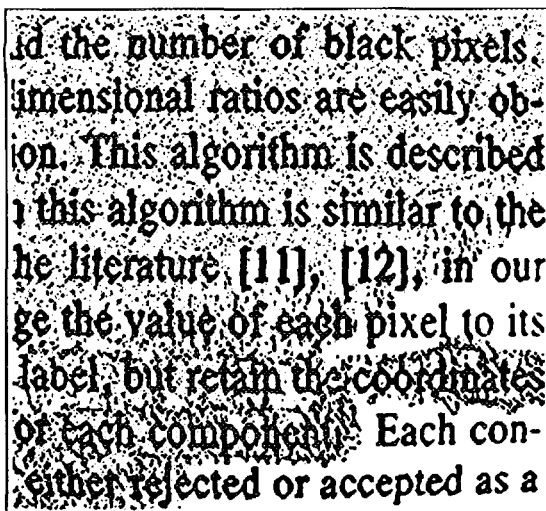 id the number of black pixels.
imensional ratios are easily ob-
ion. This algorithm is described
this algorithm is similar to the
he literature [11], [12], in our
ge the value of each pixel to its
label, but retain the coordinates
or each component. Each con-
either rejected or accepted as a